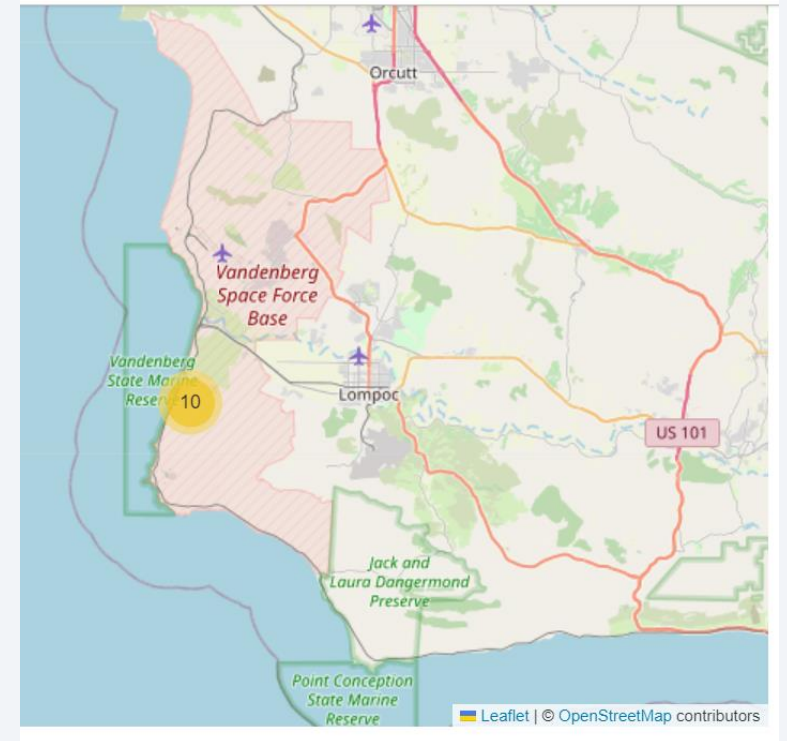 Orcutt
Vandenberg
Space Force
Base
Vandenberg
State Marine
Reserve
10
Lompoc
US 101
Jack and
Laura Dangermond
Preserve
Point Conception
State Marine
Reserve
Leaflet | © OpenStreetMap contributors